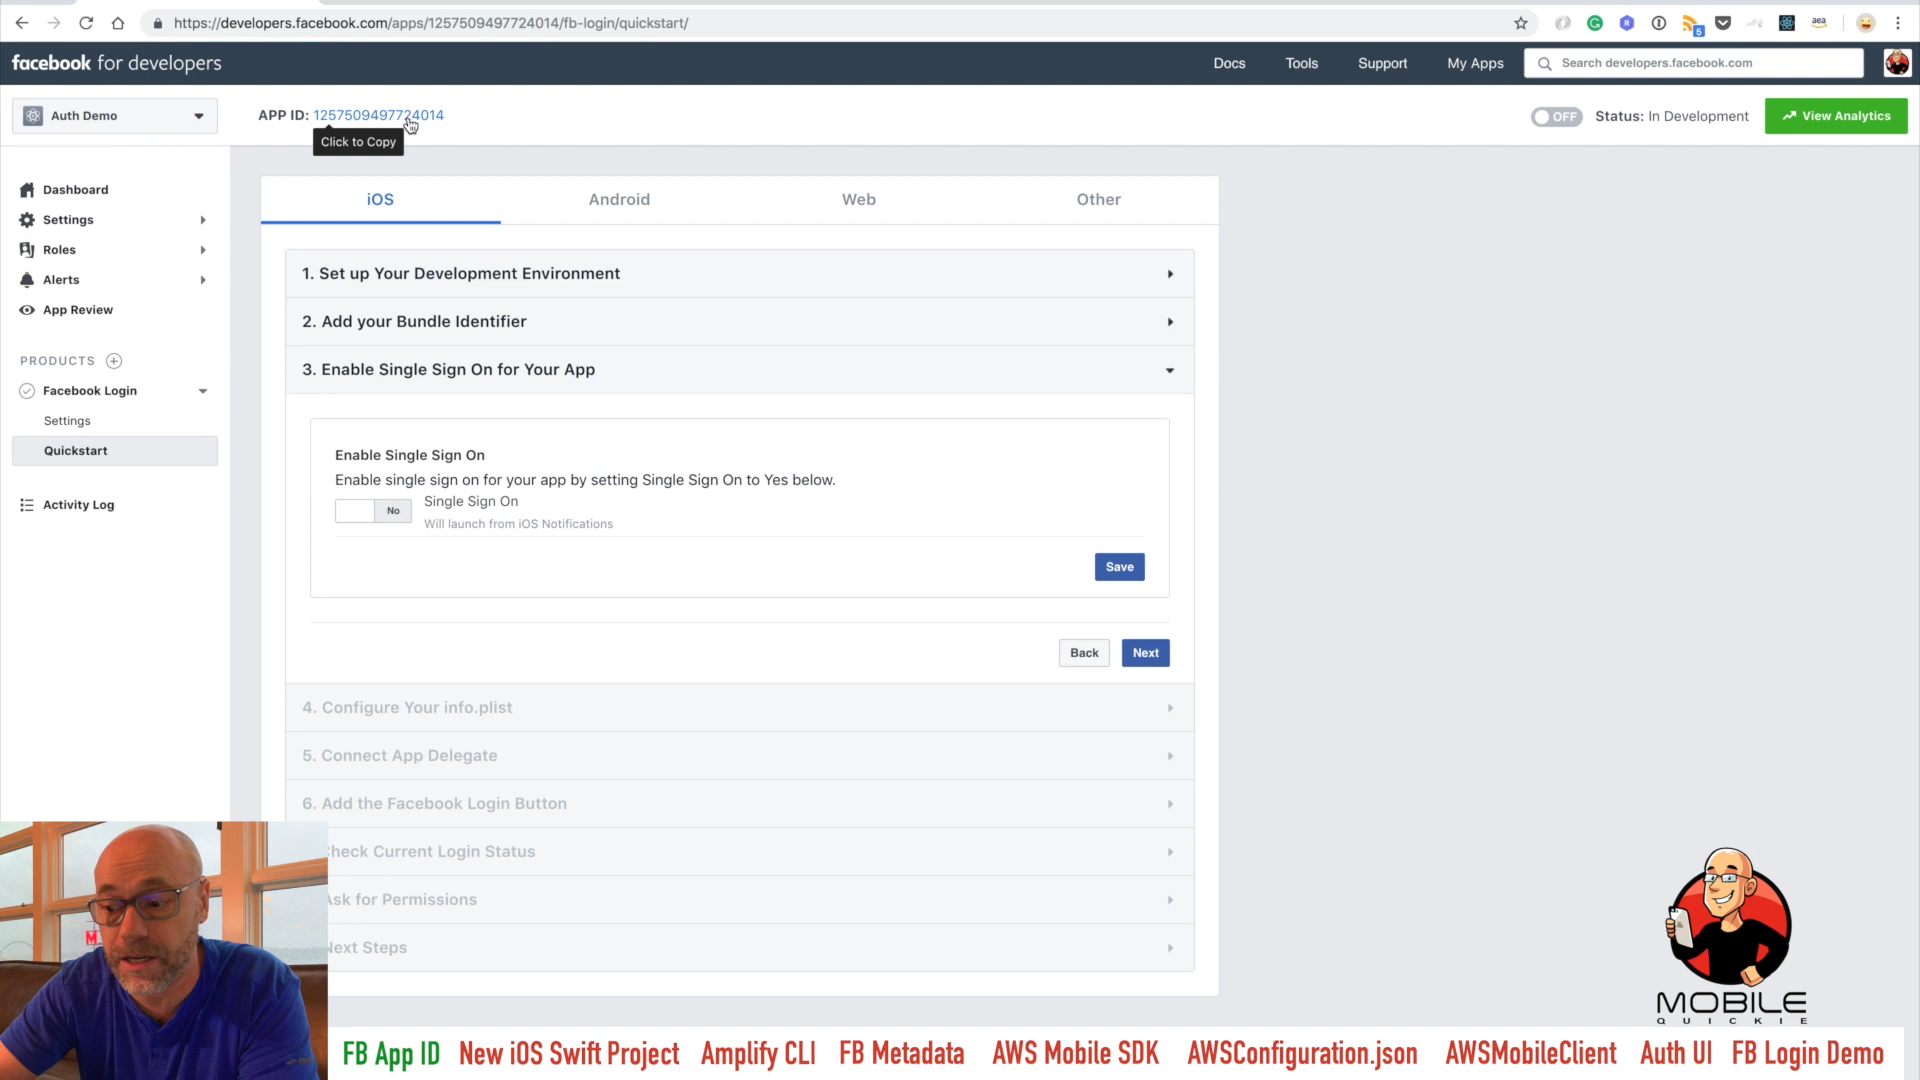 https://developers.facebook.com/apps/1257509497724014/fb-login/quickstart/
5
aea
facebook for developers
Docs
Tools
Support
My Apps
Search developers.facebook.com
Auth Demo
APP ID: 1257509497724014
Click to Copy
OFF
Status: In Development
View Analytics
Dashboard
Settings
Roles
Alerts
App Review
PRODUCTS
Facebook Login
Settings
Quickstart
Activity Log
iOS
Android
Web
Other
1. Set up Your Development Environment
2. Add your Bundle Identifier
3. Enable Single Sign On for Your App
Enable Single Sign On
Enable single sign on for your app by setting Single Sign On to Yes below.
No
Single Sign On
Will launch from iOS Notifications
Save
Back
Next
4. Configure Your info.plist
5. Connect App Delegate
6. Add the Facebook Login Button
Check Current Login Status
Ask for Permissions
Next Steps
M
MOBILE
QUICKIE
FB App ID New iOS Swift Project Amplify CLI FB Metadata AWS Mobile SDK AWSConfiguration.json AWSMobileClient Auth UI FB Login Demo